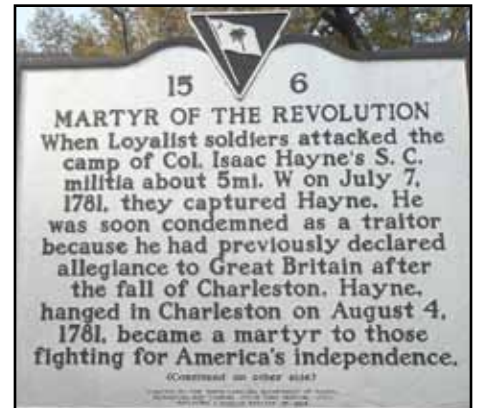 15 6
MARTYR OF THE REVOLUTION
When Loyalist soldiers attacked the
camp of Col. Isaac Hayne's S. C.
militia about 5mi. W on July 7,
1781, they captured Hayne. He
was soon condemned as a traitor
because he had previously declared
allegiance to Great Britain after
the fall of Charleston. Hayne,
hanged in Charleston on August 4,
1781, became a martyr to those
fighting for America's independence.
(Continued on other side)